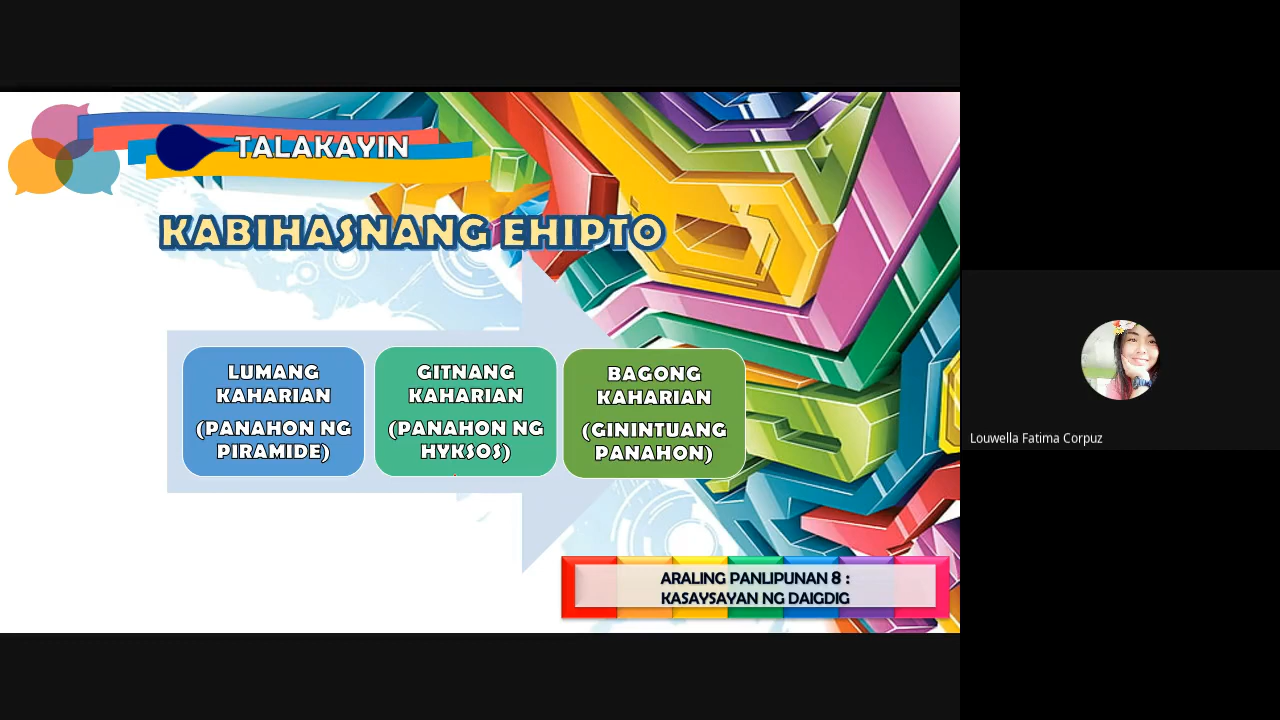 TALAKAYIN
KABIHASNANG EHIPTO
LUMANG
KAHARIAN
(PANAHON NG
PIRAMIDE)
GITNANG
KAHARIAN
(PANAHON NG
HYKSOS)
BAGONG
KAHARIAN
(GININTUANG
PANAHON)
ARALING PANLIPUNAN 8 :
KASAYSAYAN NG DAIGDIG
Louwella Fatima Corpuz